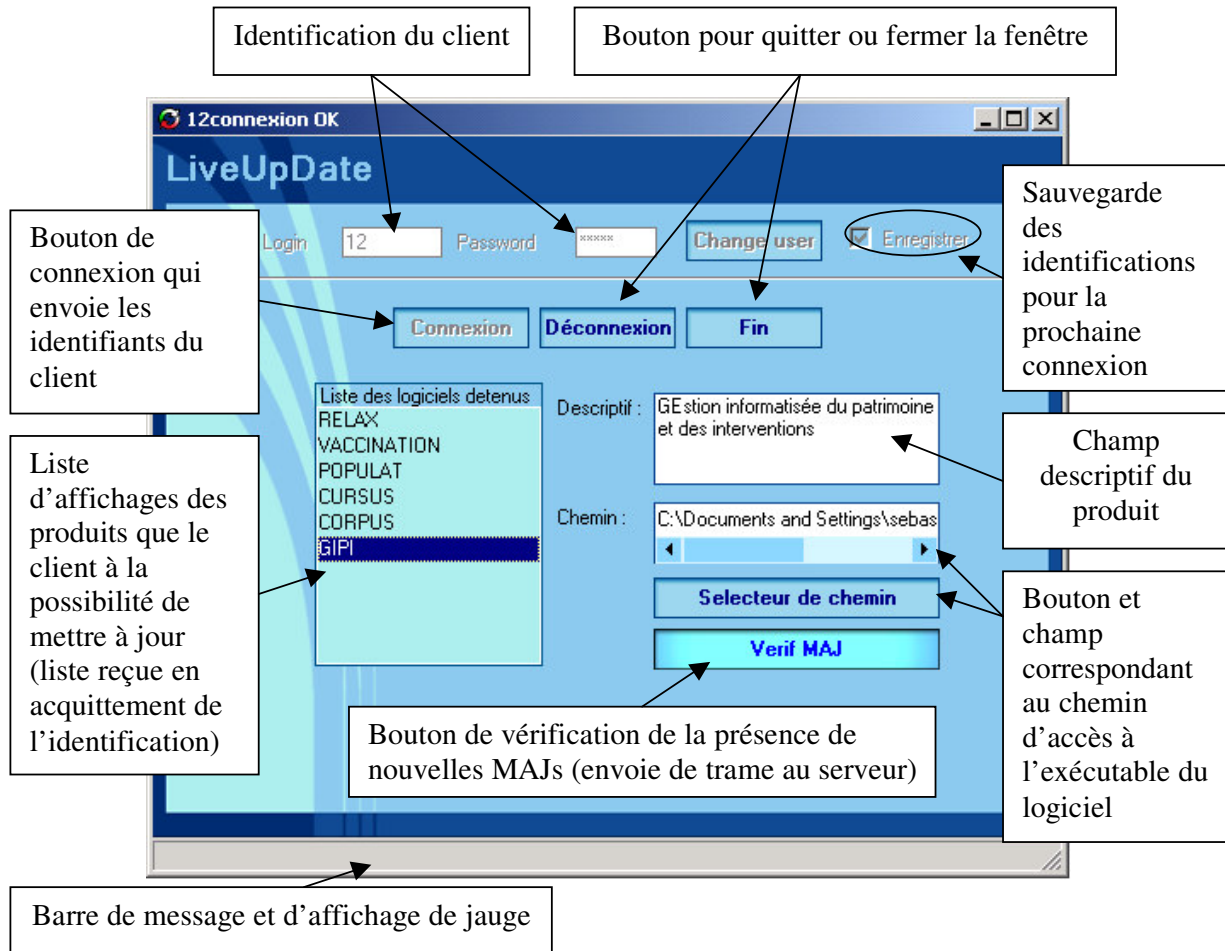 Identification du client
Bouton pour quitter ou fermer la fenêtre
12connexion OK
LiveUpDate
Sauvegarde
des
identifications
pour la
prochaine
connexion
Bouton de
connexion qui
envoie les
identifiants du
client
Login
12
Password
*****
Change user
Enregistrer
Connexion
Déconnexion
Fin
Liste des logiciels detenus
RELAX
VACCINATION
POPULAT
CURSUS
CORPUS
GIPI
Descriptif :
GEstion informatisée du patrimoine
et des interventions
Chemin :
C:\Documents and Settings\sebas
Selecteur de chemin
Verif MAJ
Champ
descriptif du
produit
Liste
d'affichages des
produits que le
client à la
possibilité de
mettre à jour
(liste reçue en
acquittement de
l'identification)
Bouton et
champ
correspondant
au chemin
d'accès à
l'exécutable du
logiciel
Bouton de vérification de la présence de
nouvelles MAJs (envoie de trame au serveur)
Barre de message et d'affichage de jauge